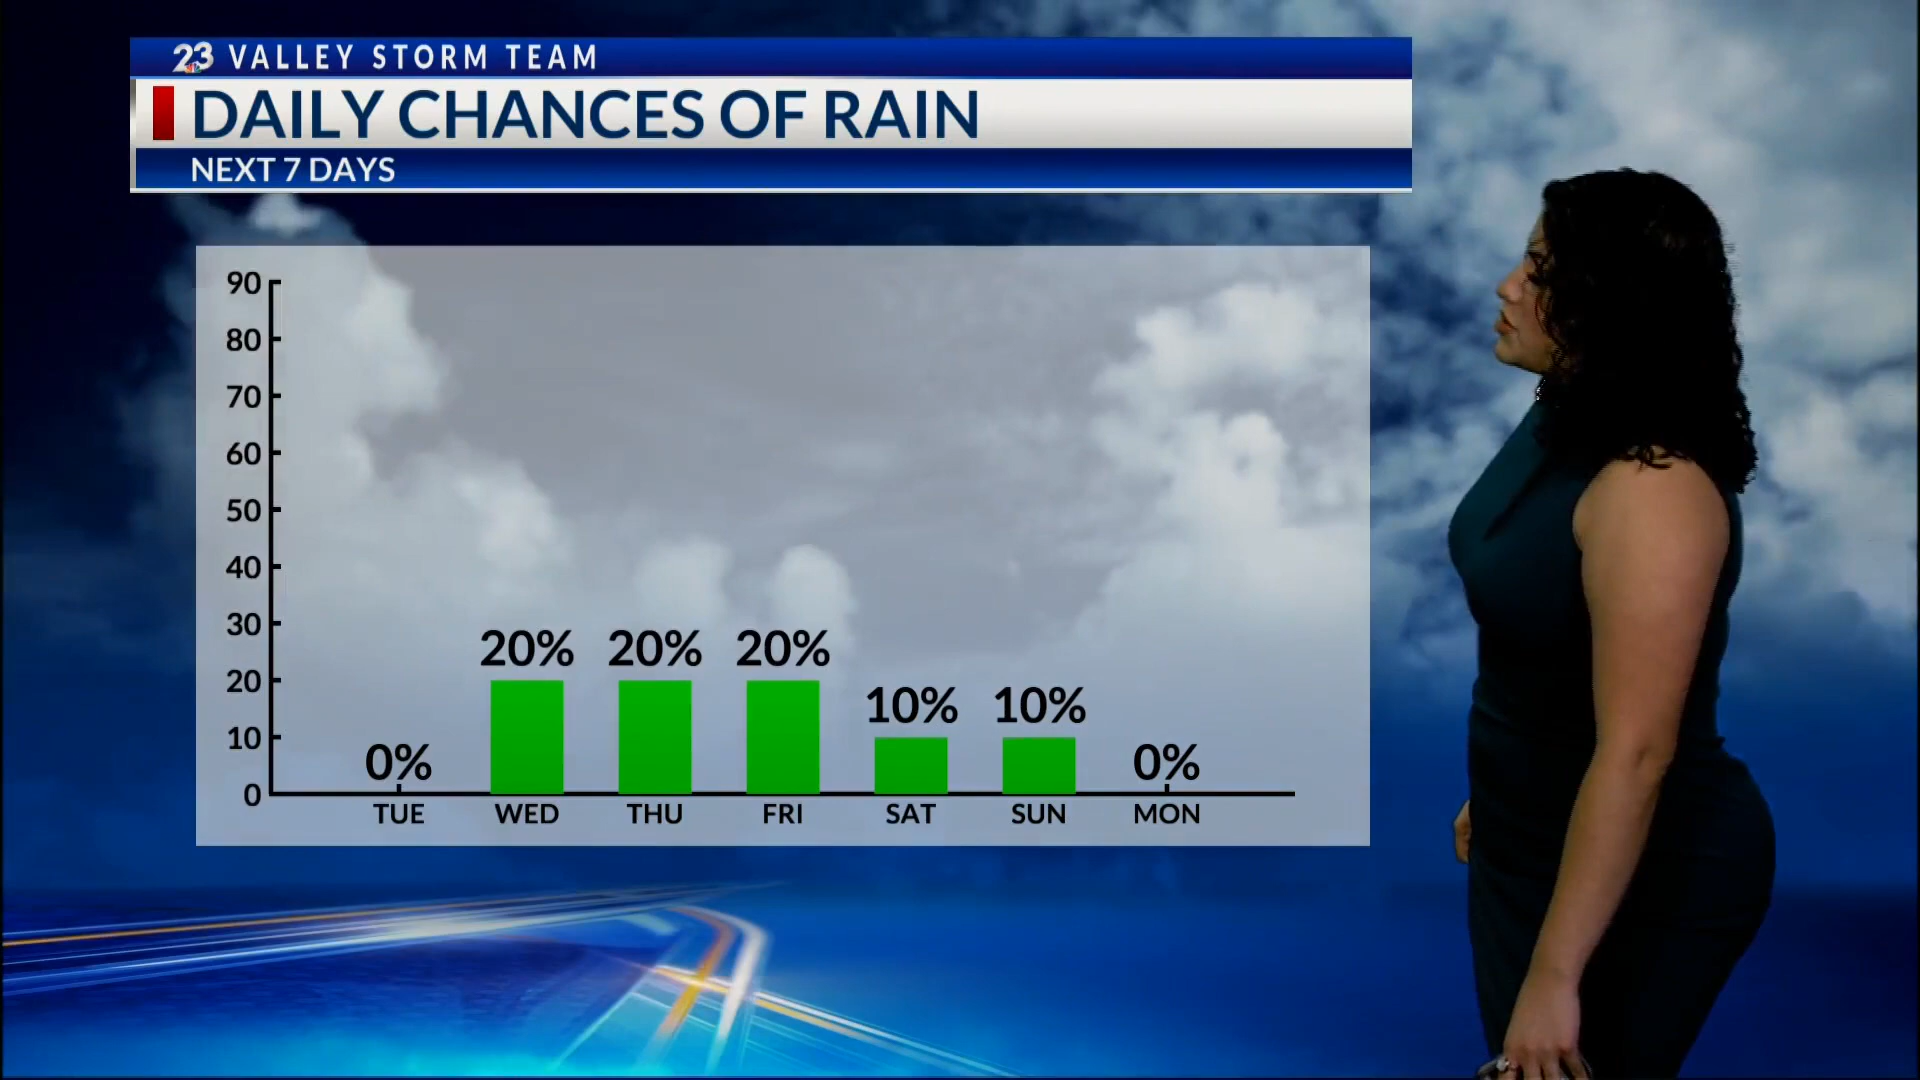 23 VALLEY STORM TEAM
DAILY CHANCES OF RAIN
NEXT 7 DAYS
90
80
70
60
50
40
30
20
10
0
0% 20% 20% 20% 10% 10% 0%
TUE WED THU FRI SAT SUN MON